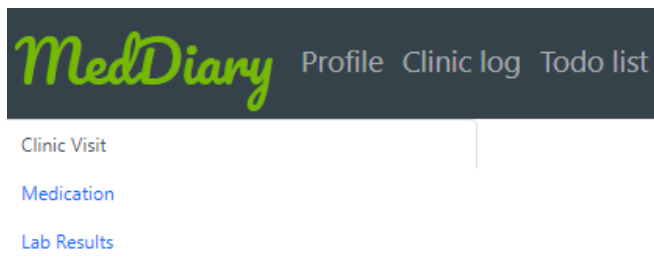 MedDiary Profile Clinic log Todo list
Clinic Visit
Medication
Lab Results